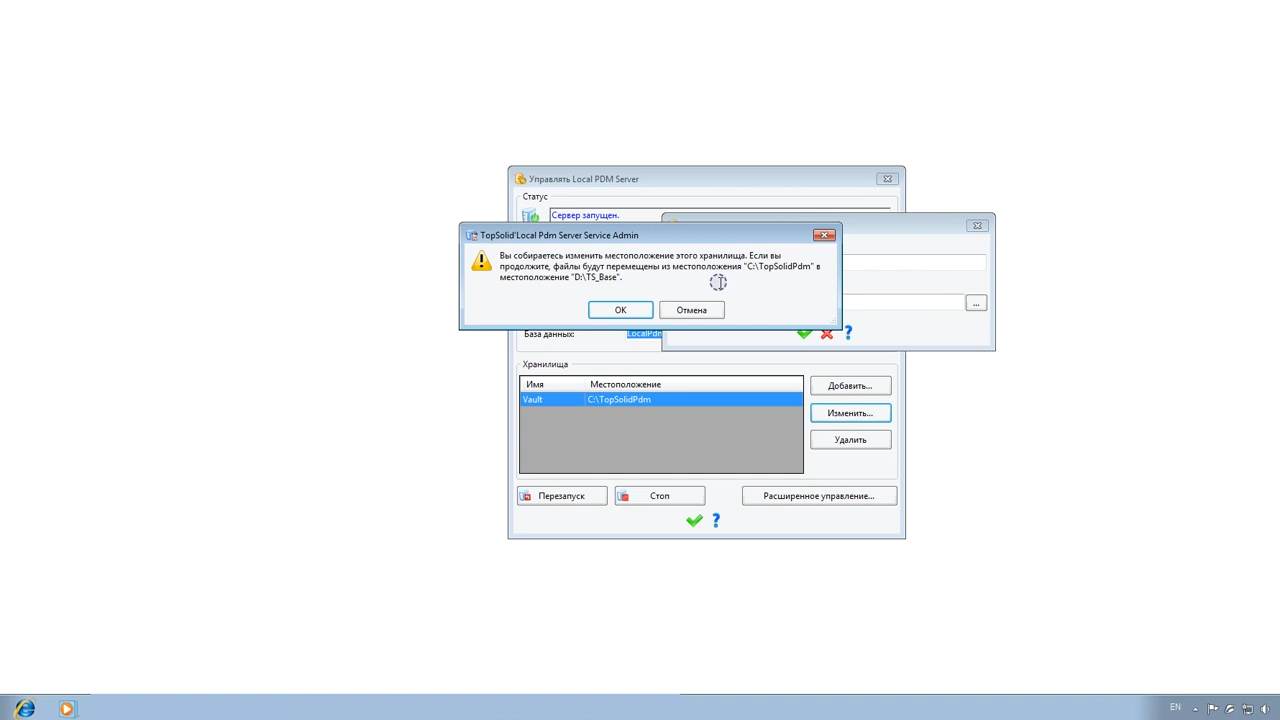 Управлять Local PDM Server
Статус
Сервер запущен.
TopSolid'Local Pdm Server Service Admin
Вы собираетесь изменить местоположение этого хранилища. Если вы
продолжите, файлы будут перемещены из местоположения "C:\TopSolidPdm" в
местоположение "D:\TS_Base".
OK
Отмена
...
База данных:
LocalPdm
Хранилища
Имя
Местоположение
Vault
C:\TopSolidPdm
Добавить...
Изменить...
Удалить
Перезапуск
Стоп
Расширенное управление...
EN